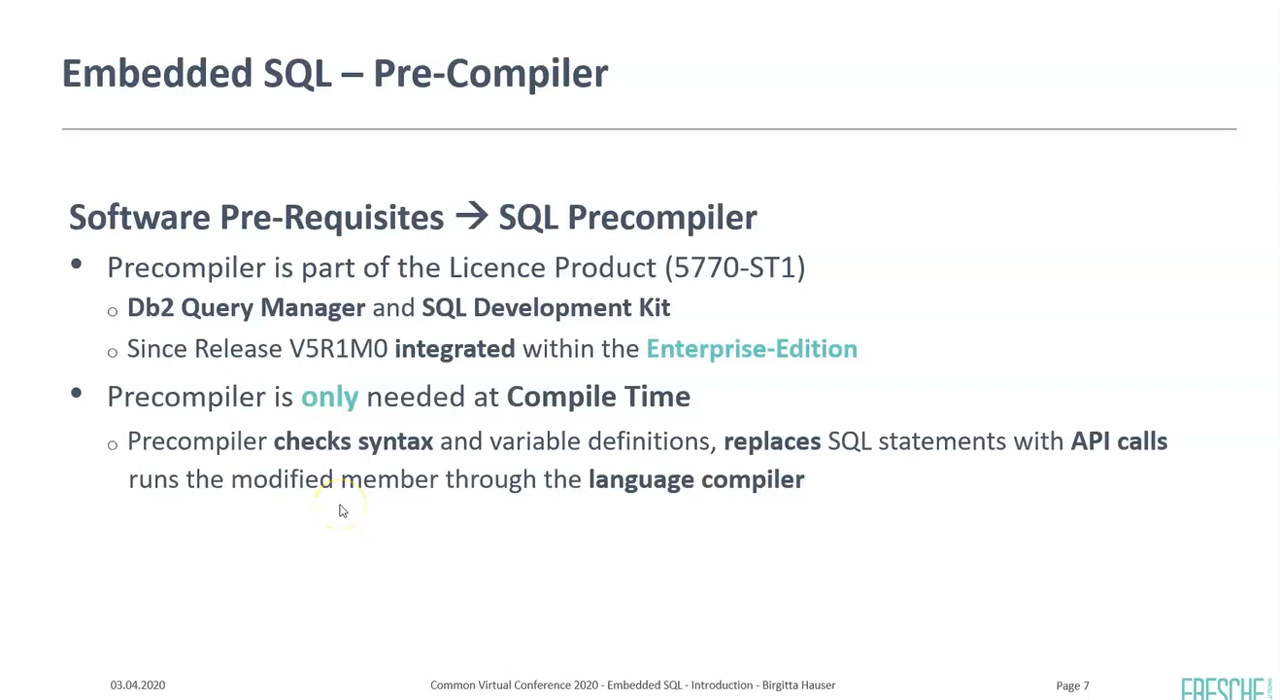 Embedded SQL – Pre-Compiler
Software Pre-Requisites → SQL Precompiler
• Precompiler is part of the Licence Product (5770-ST1)
o Db2 Query Manager and SQL Development Kit
o Since Release V5R1M0 integrated within the Enterprise-Edition
• Precompiler is only needed at Compile Time
o Precompiler checks syntax and variable definitions, replaces SQL statements with API calls
runs the modified member through the language compiler
03.04.2020
Common Virtual Conference 2020 - Embedded SQL - Introduction - Birgitta Hauser
Page 7
FRESCHE